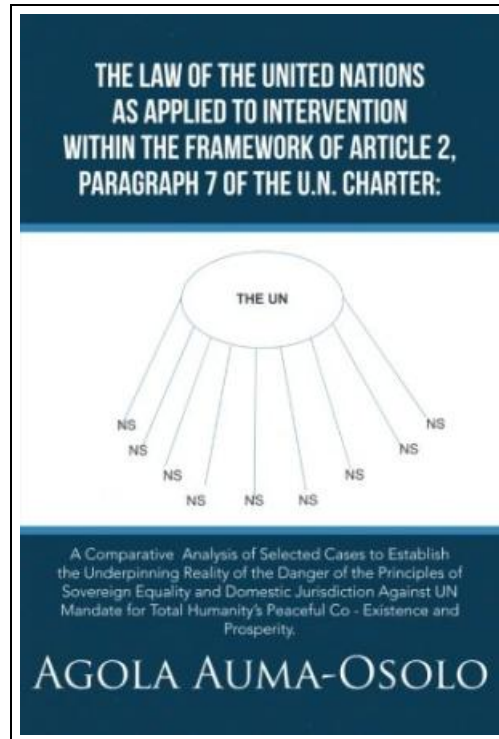 THE LAW OF THE UNITED NATIONS
AS APPLIED TO INTERVENTION
WITHIN THE FRAMEWORK OF ARTICLE 2,
PARAGRAPH 7 OF THE U.N. CHARTER:
THE UN
NS
NS
NS
NS
NS
NS
NS
NS
NS
A Comparative Analysis of Selected Cases to Establish
the Underpinning Reality of the Danger of the Principles of
Sovereign Equality and Domestic Jurisdiction Against UN
Mandate for Total Humanity's Peaceful Co - Existence and
Prosperity.
AGOLA AUMA-OSOLO